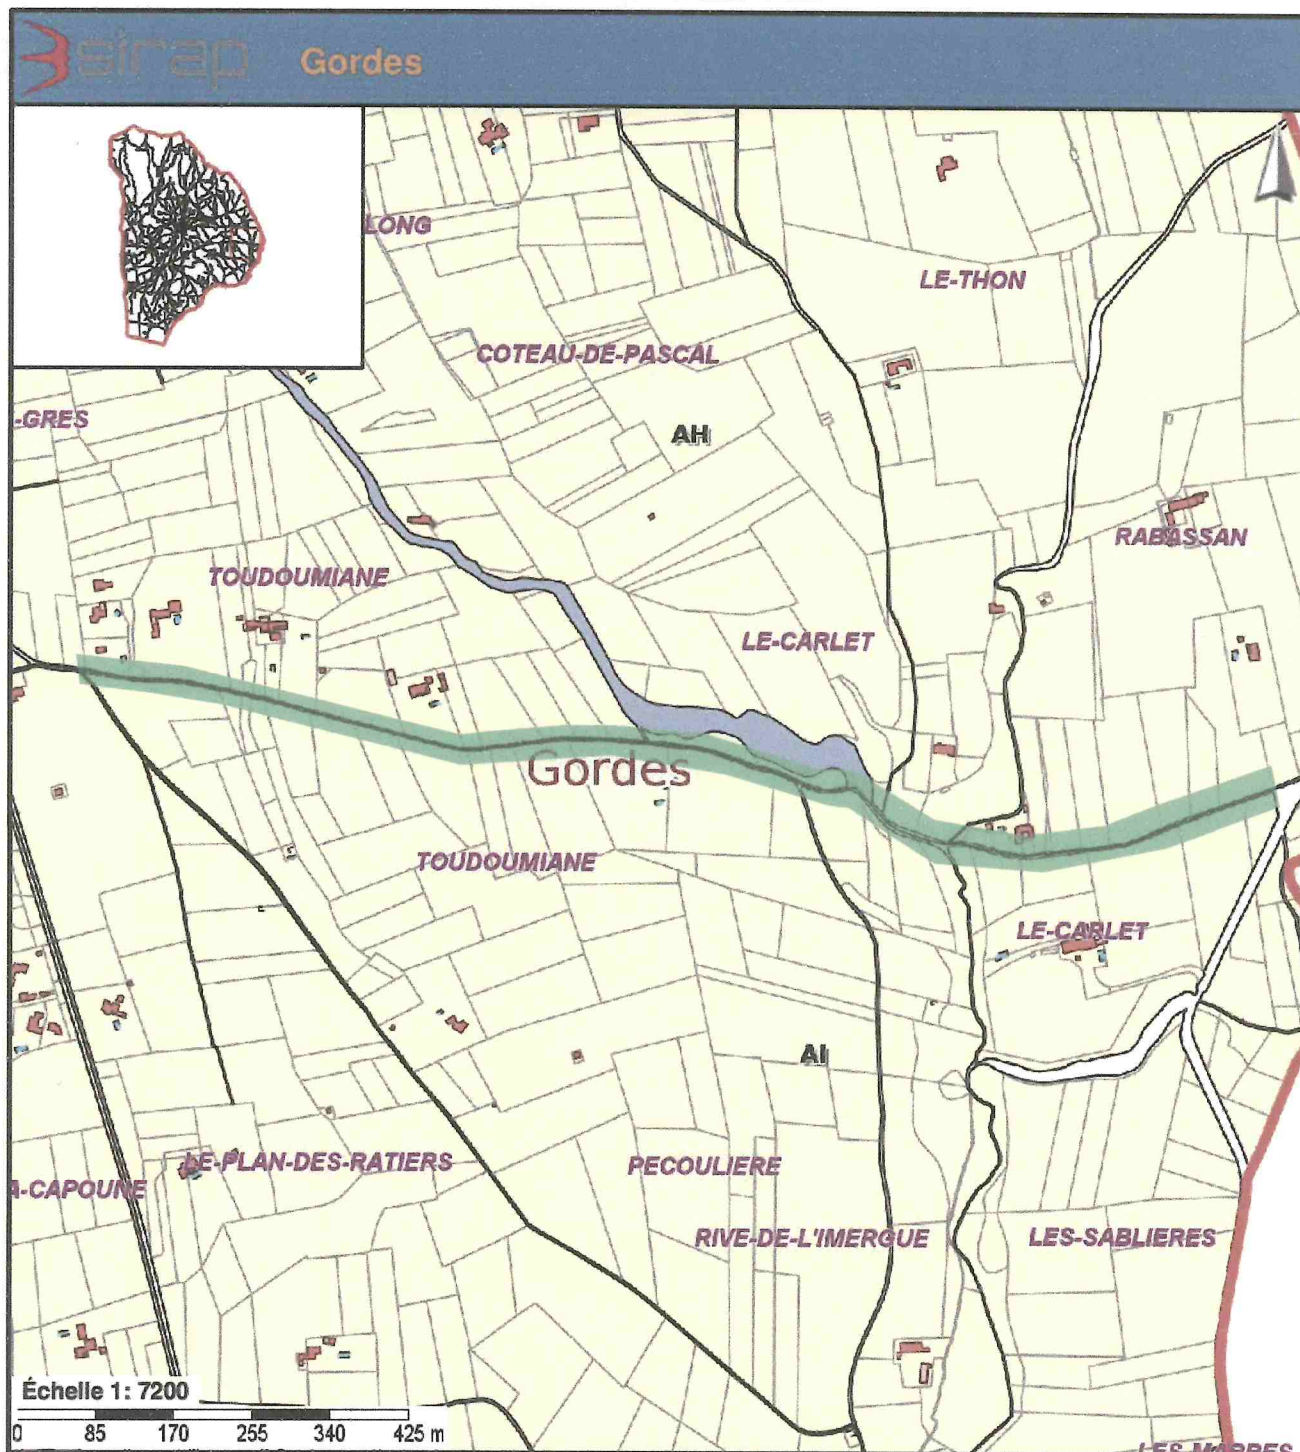 sirap
Gordes
LONG
LE-THON
COTEAU-DE-PASCAL
-GRES
AH
RABASSAN
TOUDOUMIANE
LE-CARLET
Gordes
TOUDOUMIANE
LE-CARLET
AI
LE-PLAN-DES-RATIERS
PECOULIERE
A-CAPOUNE
RIVE-DE-L'IMERGUE
LES-SABLIERES
Échelle 1: 7200
0 85 170 255 340 425 m